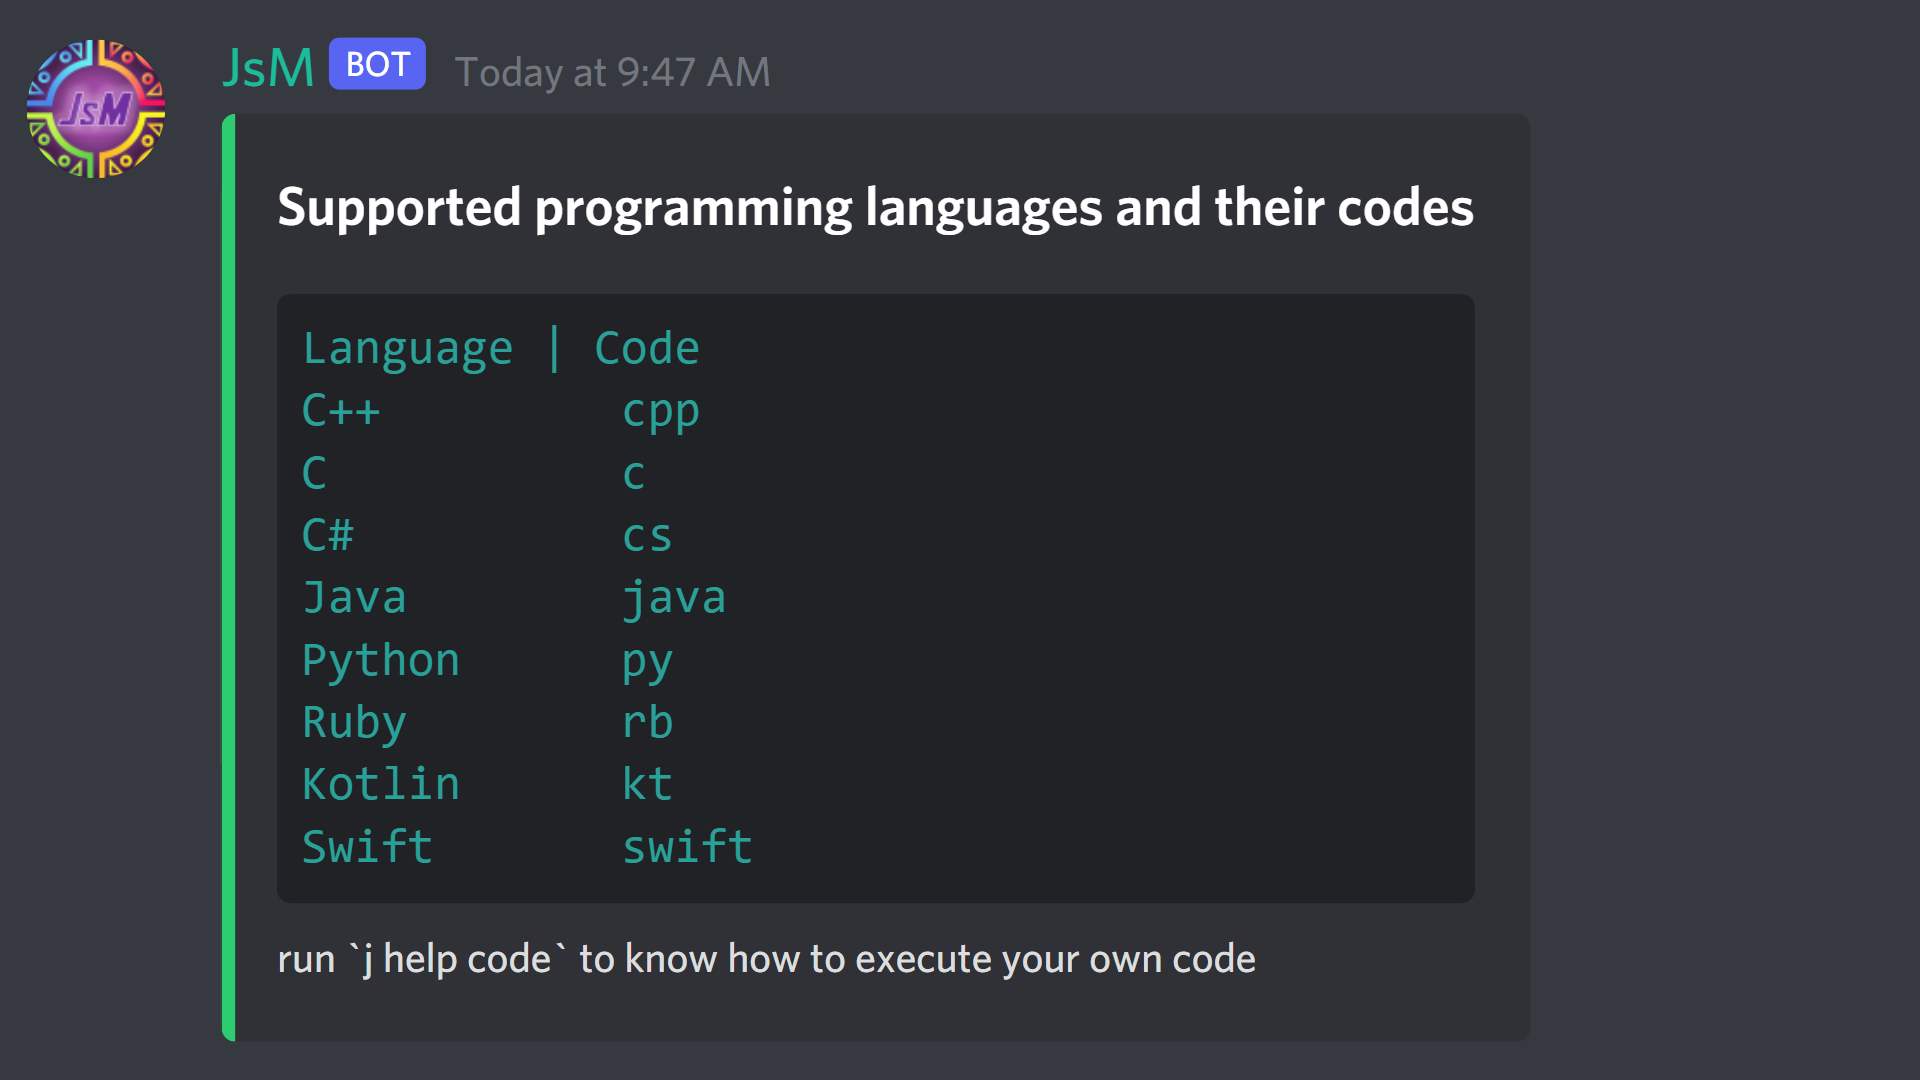 JsM
JsM BOT Today at 9:47 AM
Supported programming languages and their codes
Language | Code
C++ cpp
C c
C# cs
Java java
Python py
Ruby rb
Kotlin kt
Swift swift
run `j help code` to know how to execute your own code